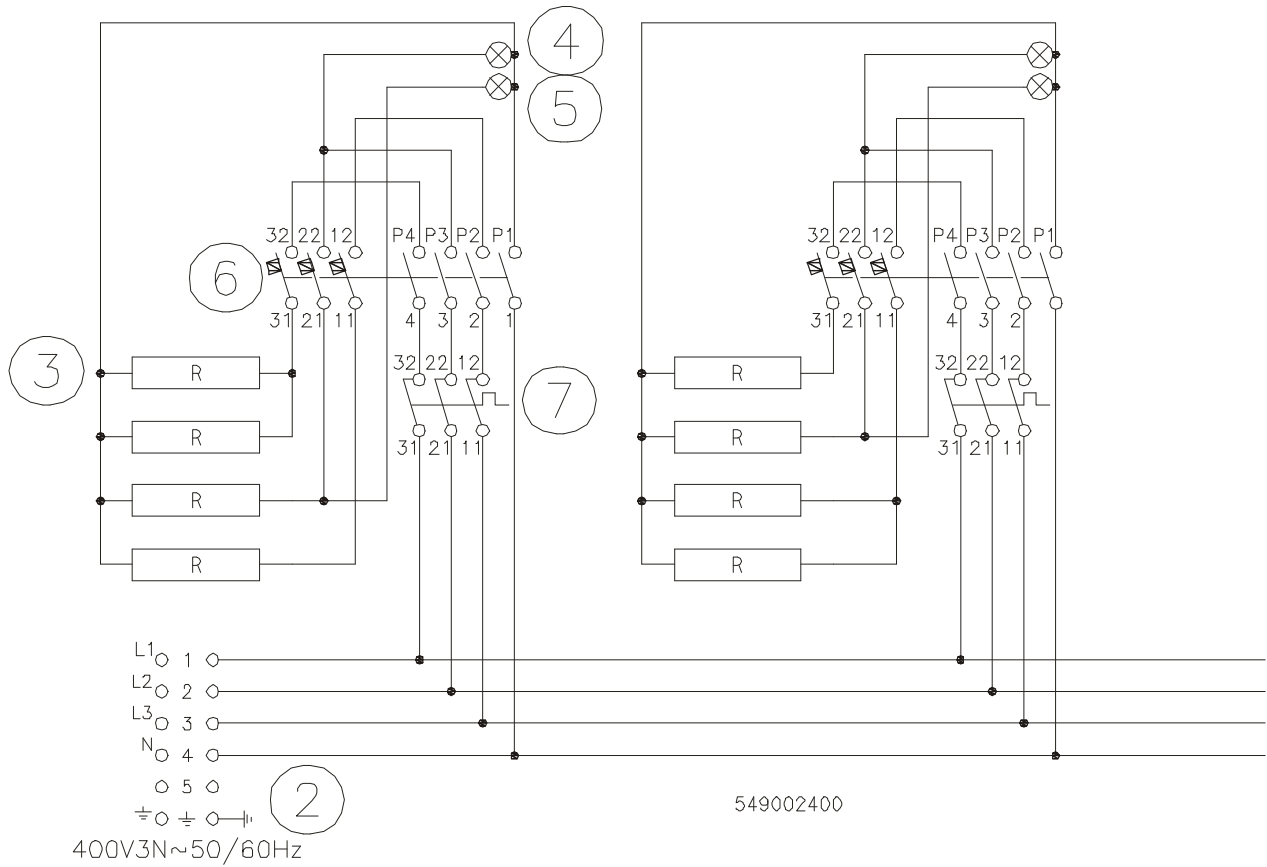 4
5
32 22 12 P4 P3 P2 P1
32 22 12 P4 P3 P2 P1
6
31 21 11 4 3 2 1
31 21 11 4 3 2
3
R
32 22 12
R
32 22 12
7
R
31 21 11
R
31 21 11
R
R
R
R
L1 1
L2 2
L3 3
N 4
5
2
549002400
400V3N~50/60Hz